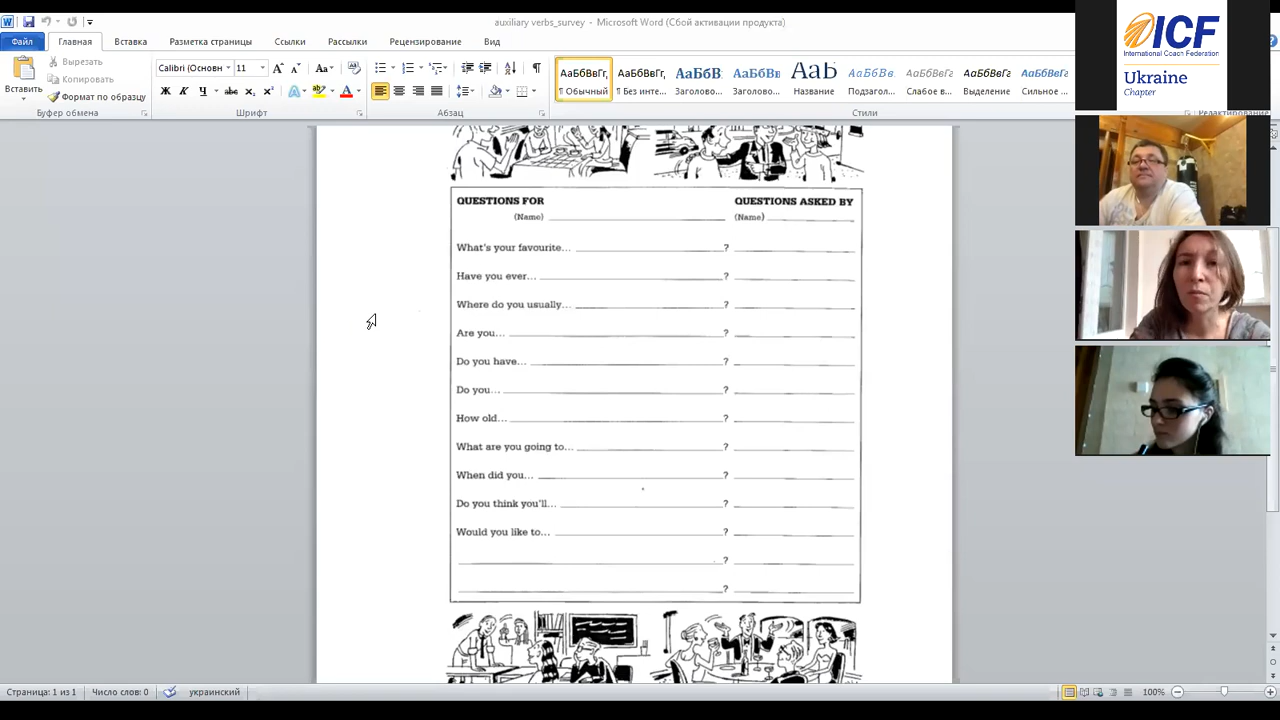 auxiliary verbs_survey - Microsoft Word (Сбой активации продукта)
Файл Главная Вставка Разметка страницы Ссылки Рассылки Рецензирование Вид
Вырезать
Копировать
Формат по образцу
Вставить
Буфер обмена
Calibri (Основн 11
Ж К Ч abc x₂ x²
Шрифт
Абзац
АаБбВвГг, АаБбВвГг, АаБбВ АаБбВв АаБ АаБбВв АаБбВвГг АаБбВвГг АаБбВвГг
¶ Обычный ¶ Без инте... Заголово... Заголово... Название Подзагол... Слабое в... Выделение Сильное ...
Стили
Редактирование
ICF
International Coach Federation
Ukraine
Chapter
QUESTIONS FOR QUESTIONS ASKED BY
(Name) (Name)
What's your favourite... ?
Have you ever... ?
Where do you usually... ?
Are you... ?
Do you have... ?
Do you... ?
How old... ?
What are you going to... ?
When did you... ?
Do you think you'll... ?
Would you like to... ?
?
?
Страница: 1 из 1 Число слов: 0 украинский 100%